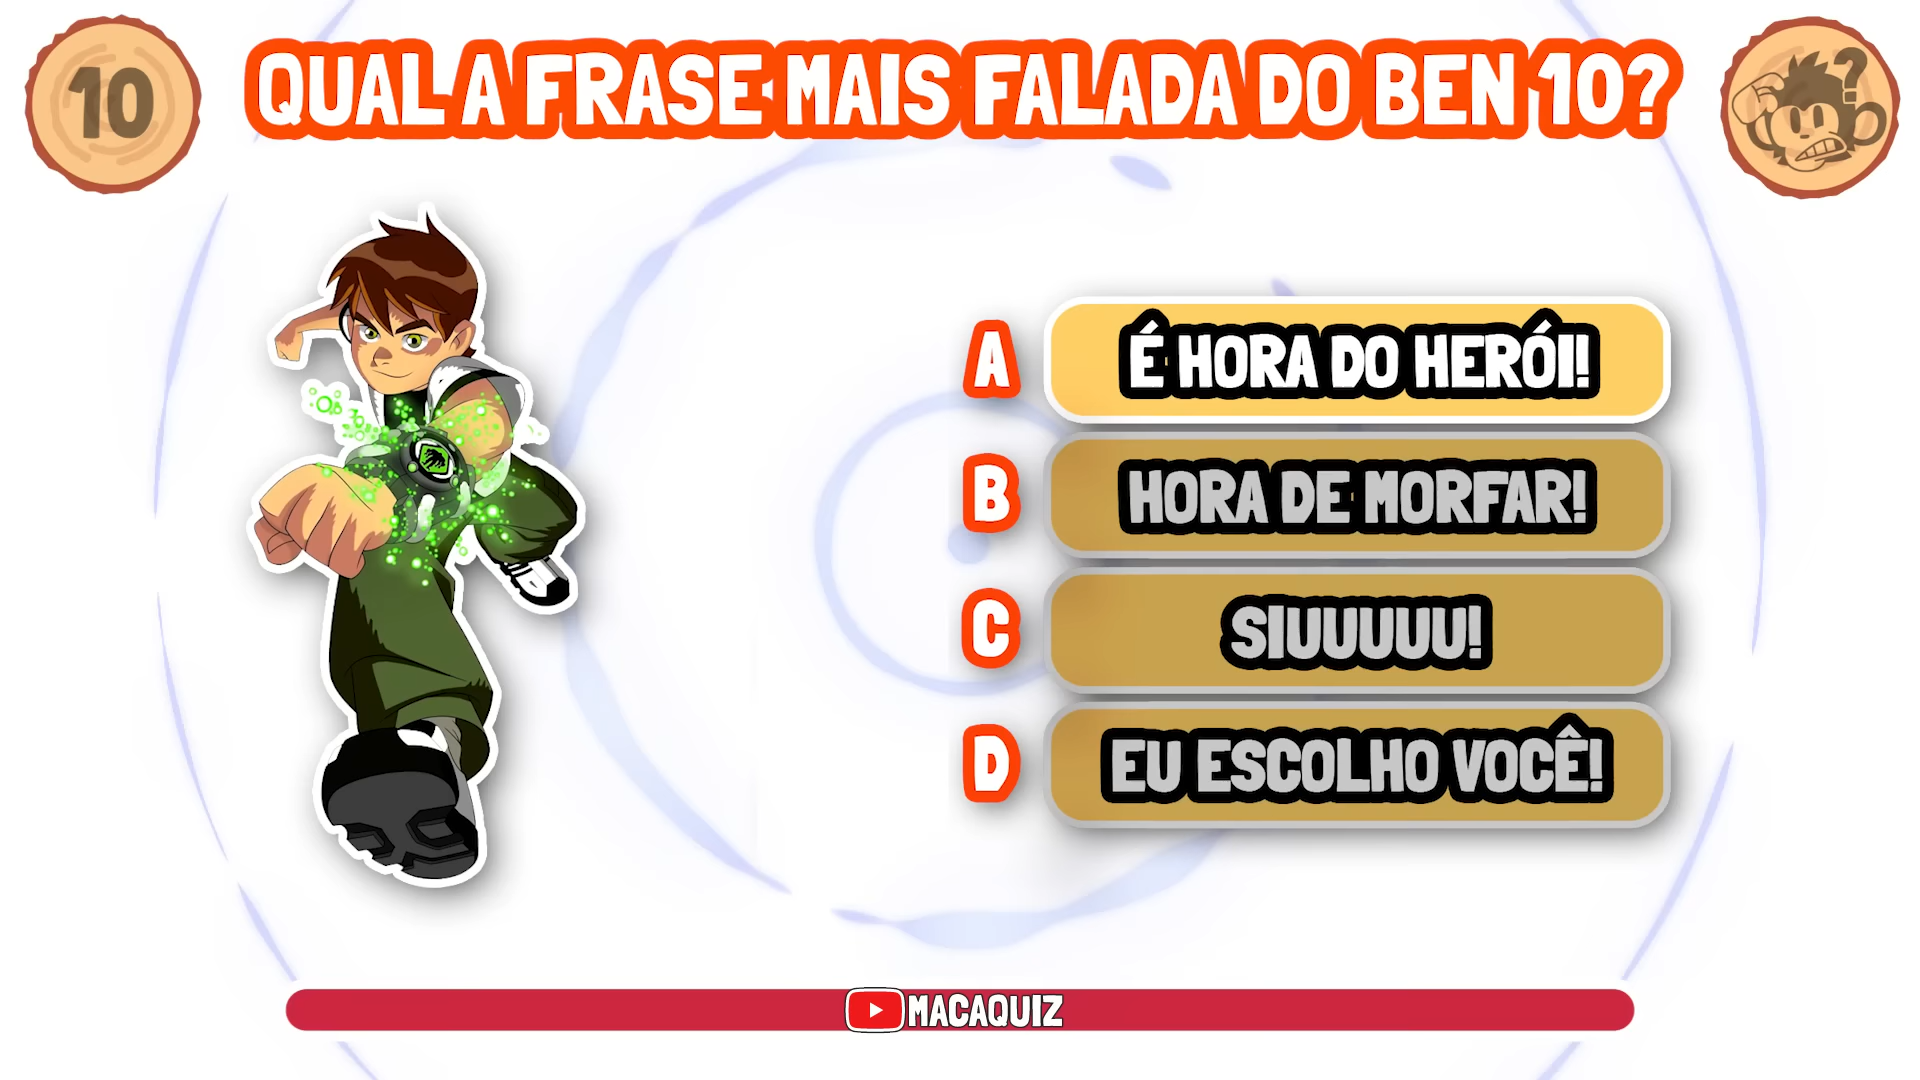 10
QUAL A FRASE MAIS FALADA DO BEN 10?
?
A É HORA DO HERÓI!
B HORA DE MORFAR!
C SIUUUUU!
D EU ESCOLHO VOCÊ!
MACAQUIZ